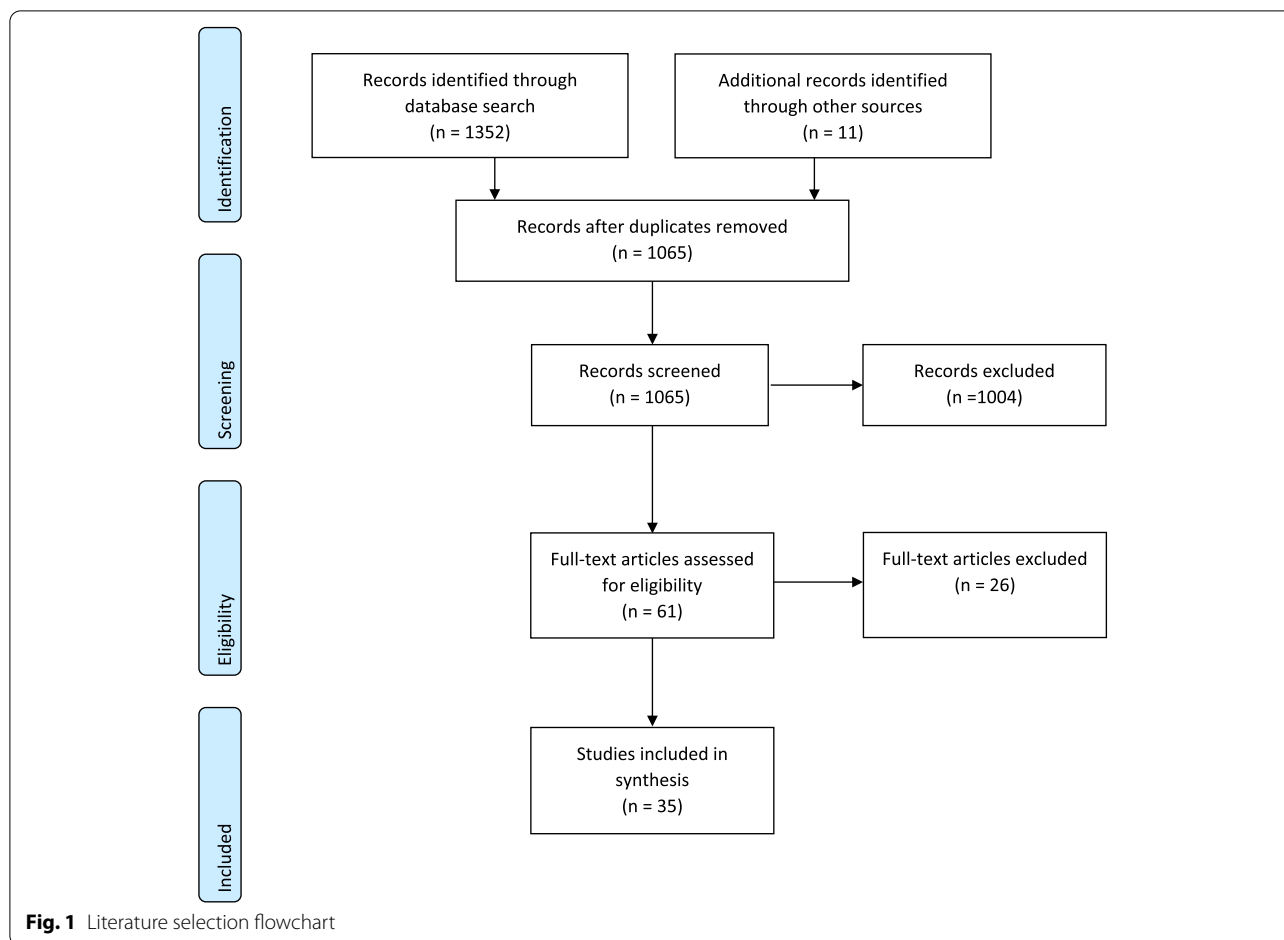 Identification
Records identified through
database search
(n = 1352)
Additional records identified
through other sources
(n = 11)
Records after duplicates removed
(n = 1065)
Screening
Records screened
(n = 1065)
Records excluded
(n =1004)
Eligibility
Full-text articles assessed
for eligibility
(n = 61)
Full-text articles excluded
(n = 26)
Included
Studies included in
synthesis
(n = 35)
Fig. 1 Literature selection flowchart